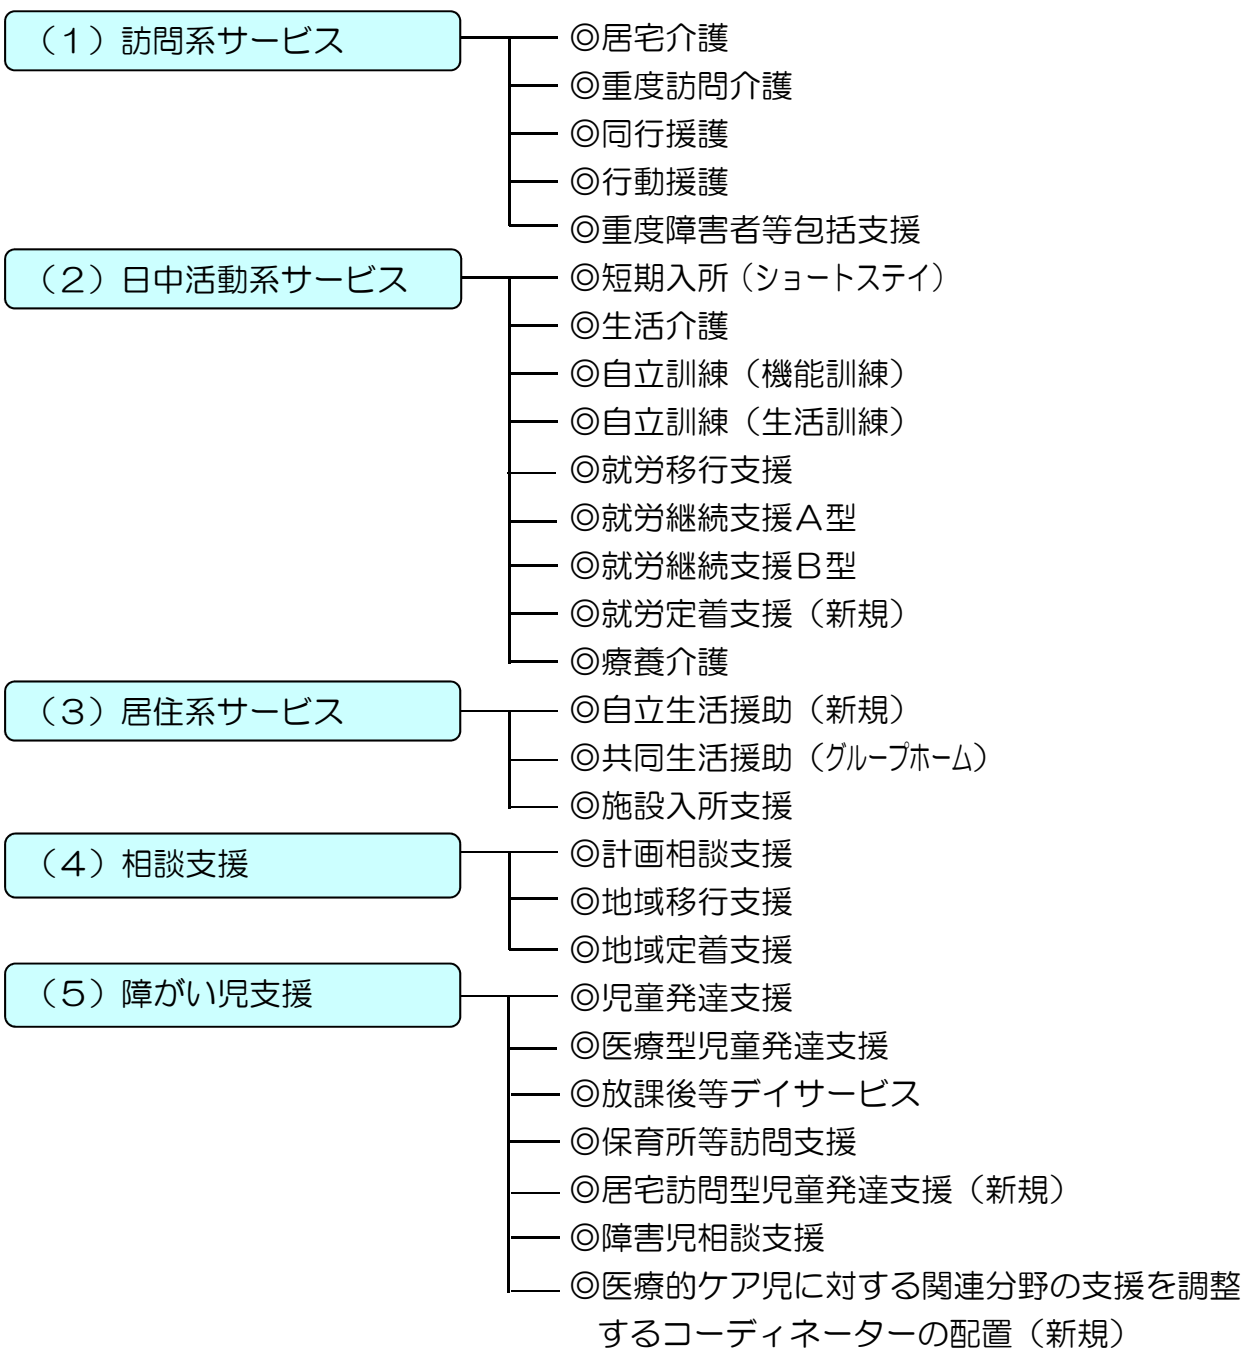 （１）訪問系サービス
◎居宅介護
◎重度訪問介護
◎同行援護
◎行動援護
◎重度障害者等包括支援
（２）日中活動系サービス
◎短期入所（ショートステイ）
◎生活介護
◎自立訓練（機能訓練）
◎自立訓練（生活訓練）
◎就労移行支援
◎就労継続支援Ａ型
◎就労継続支援Ｂ型
◎就労定着支援（新規）
◎療養介護
（３）居住系サービス
◎自立生活援助（新規）
◎共同生活援助（グループホーム）
◎施設入所支援
（４）相談支援
◎計画相談支援
◎地域移行支援
◎地域定着支援
（５）障がい児支援
◎児童発達支援
◎医療型児童発達支援
◎放課後等デイサービス
◎保育所等訪問支援
◎居宅訪問型児童発達支援（新規）
◎障害児相談支援
◎医療的ケア児に対する関連分野の支援を調整
するコーディネーターの配置（新規）